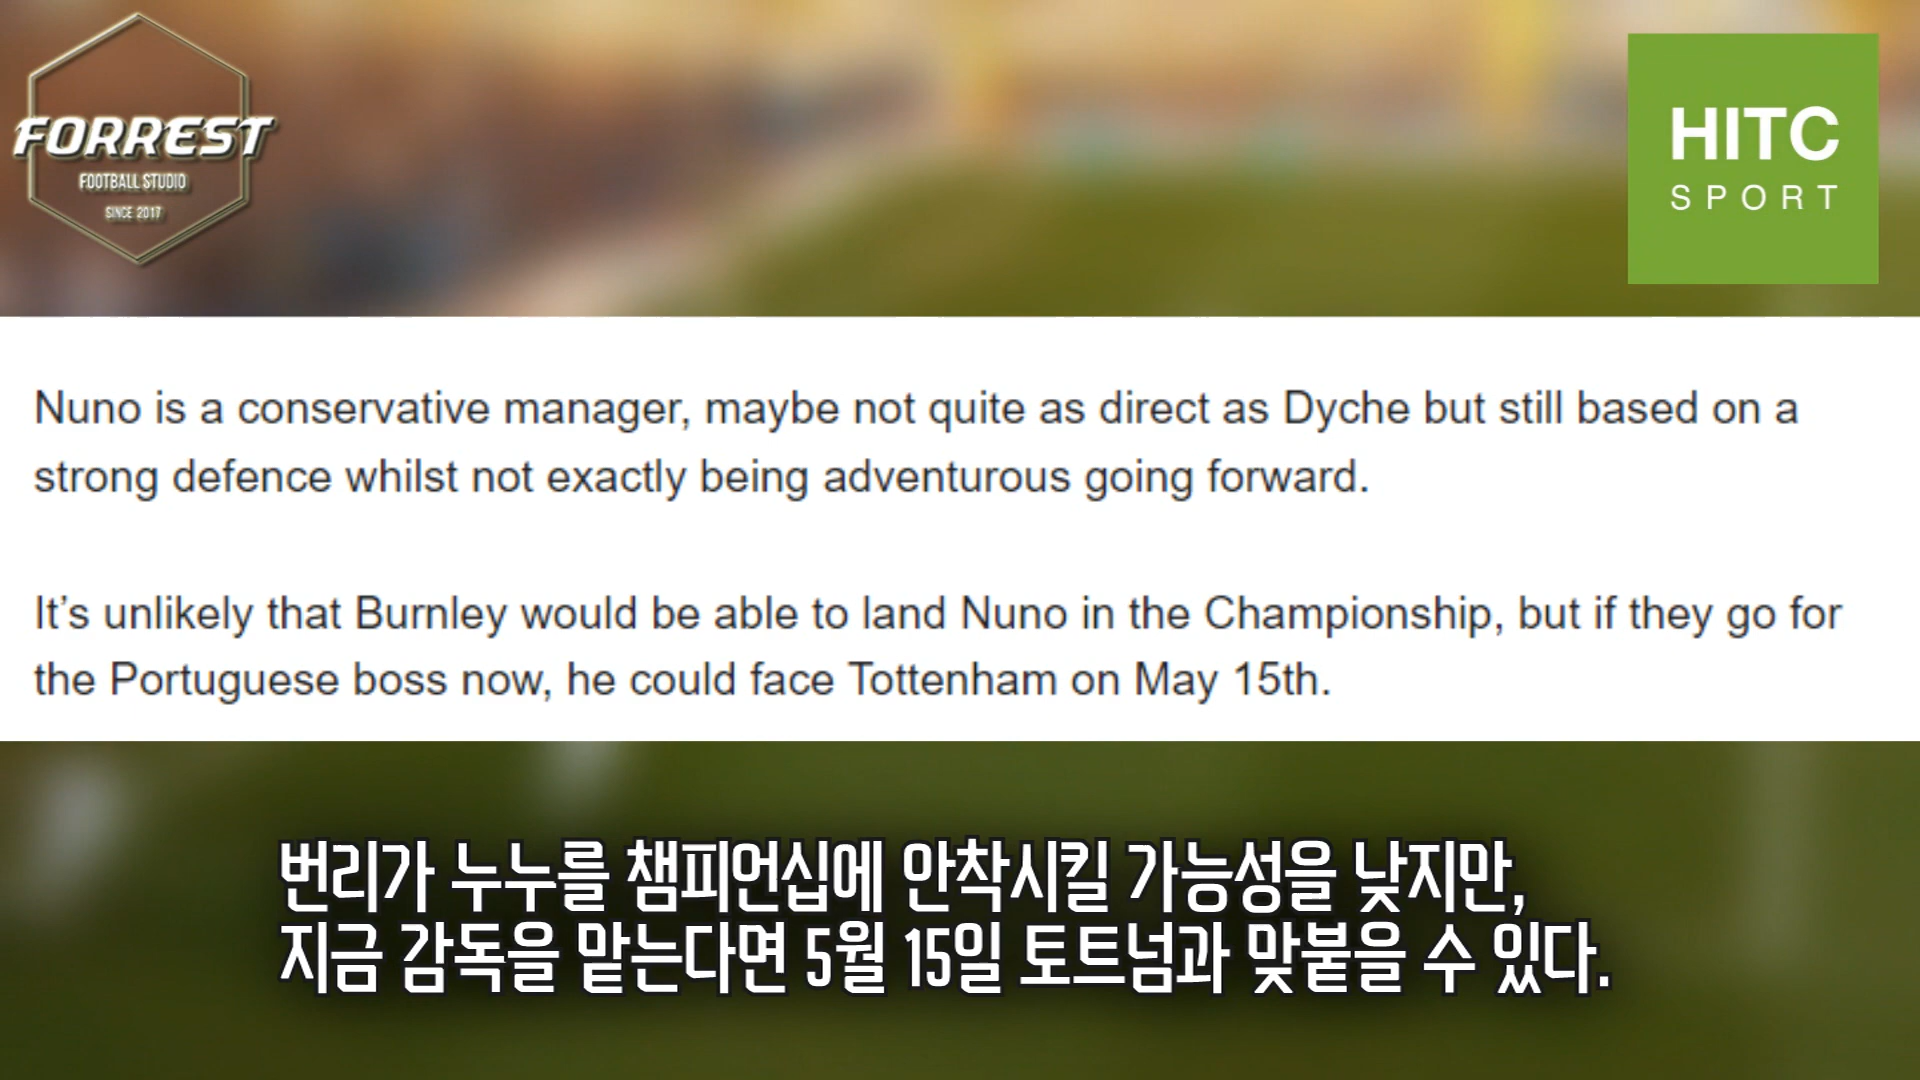 FORREST
FOOTBALL STUDIO
SINCE 2017
HITC
SPORT
Nuno is a conservative manager, maybe not quite as direct as Dyche but still based on a
strong defence whilst not exactly being adventurous going forward.
It’s unlikely that Burnley would be able to land Nuno in the Championship, but if they go for
the Portuguese boss now, he could face Tottenham on May 15th.
번리가 누누를 챔피언십에 안착시킬 가능성을 낮지만,
지금 감독을 맡는다면 5월 15일 토트넘과 맞붙을 수 있다.